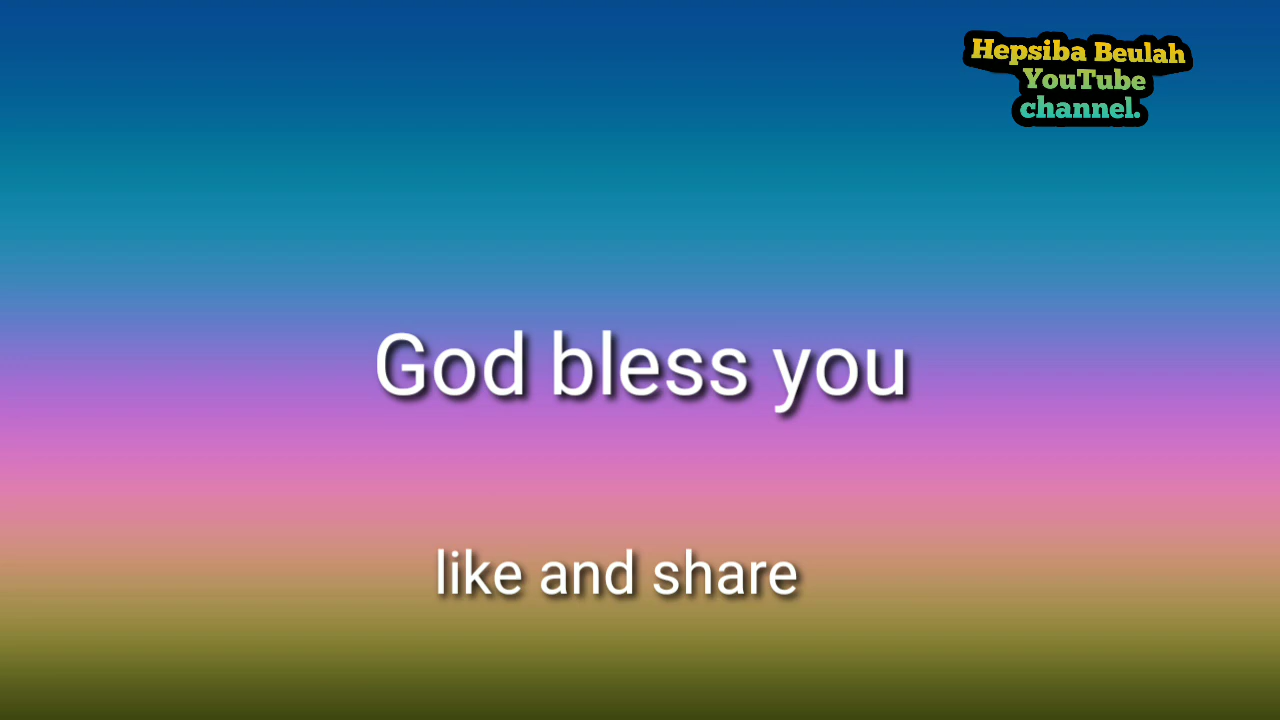 Hepsiba Beulah
YouTube
channel.
God bless you
like and share